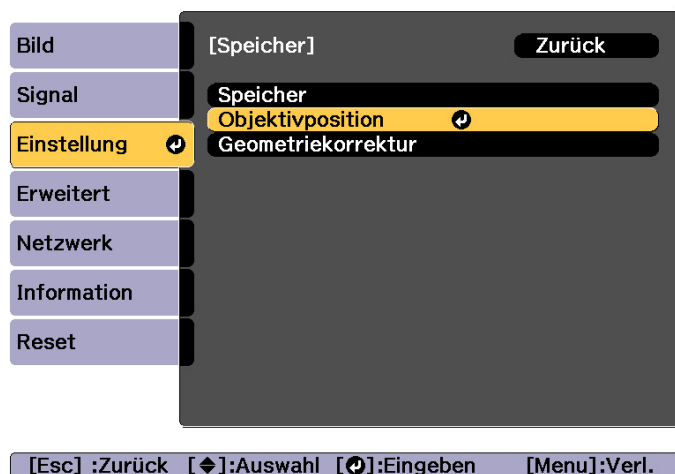 Bild
Signal
Einstellung
Erweitert
Netzwerk
Information
Reset
[Speicher] Zurück
Speicher
Objektivposition
Geometriekorrektur
[Esc] :Zurück [◆]:Auswahl [⏎]:Eingeben [Menu]:Verl.